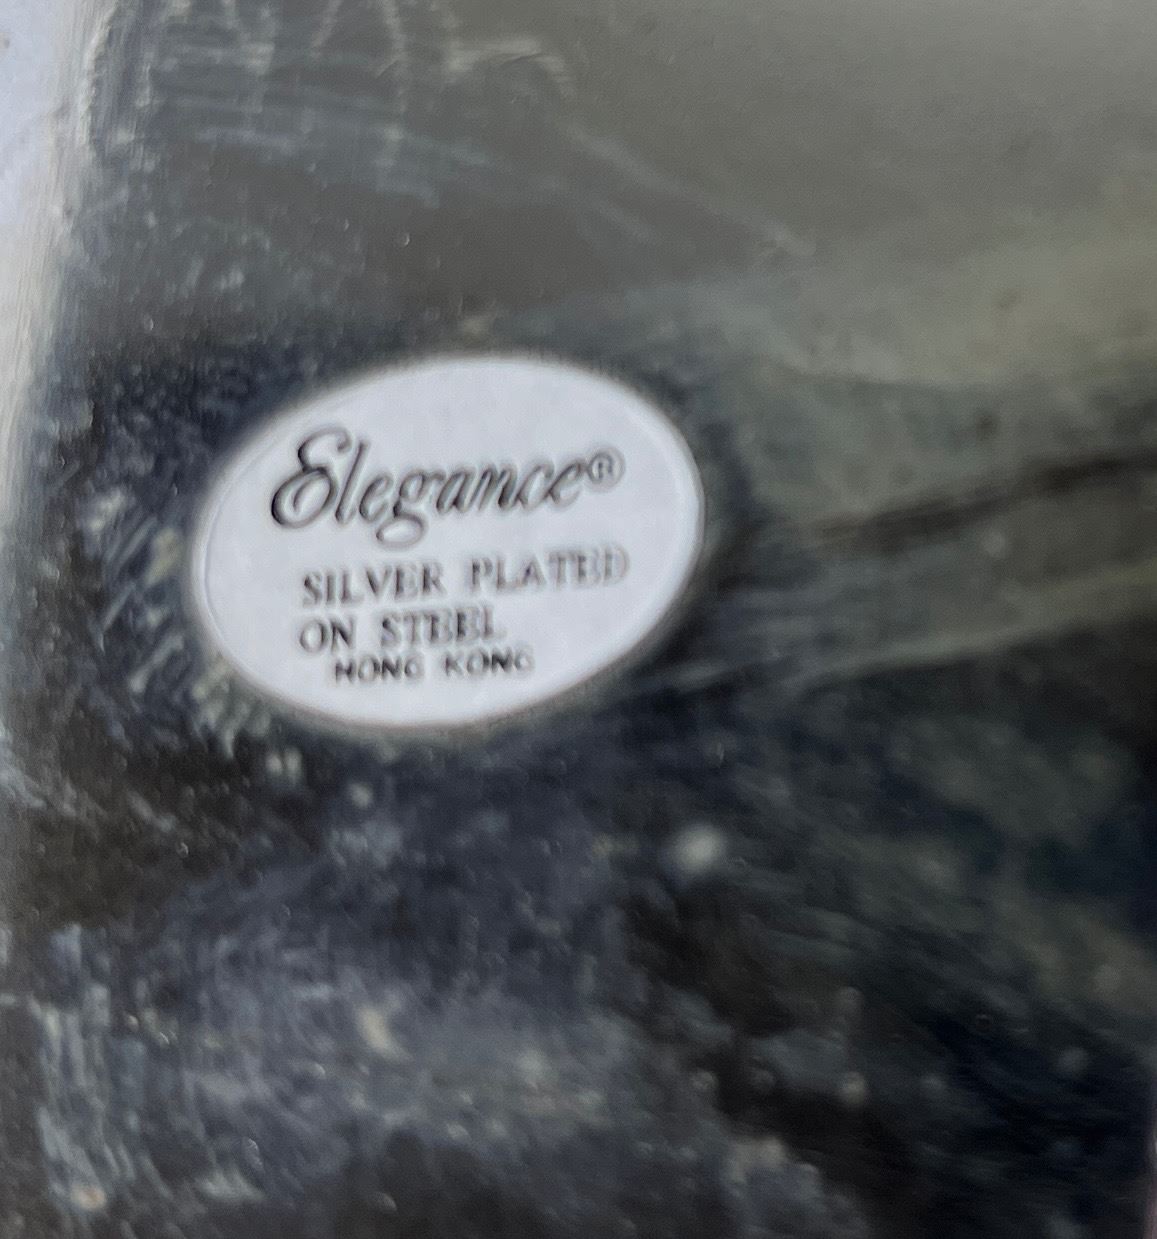 Elegance®
SILVER PLATED
ON STEEL
HONG KONG